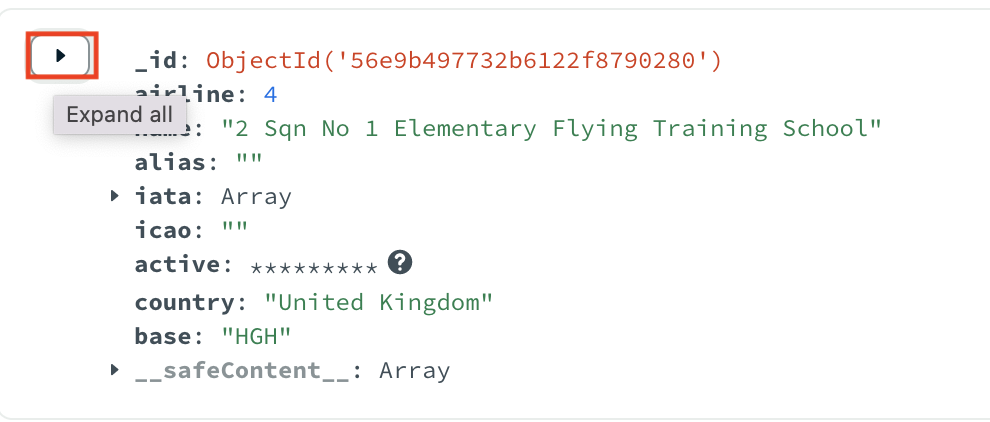 _id: ObjectId('56e9b497732b6122f8790280')
airline: 4
Expand all
name: "2 Sqn No 1 Elementary Flying Training School"
alias: ""
iata: Array
icao: ""
active: ********* ?
country: "United Kingdom"
base: "HGH"
__safeContent__: Array